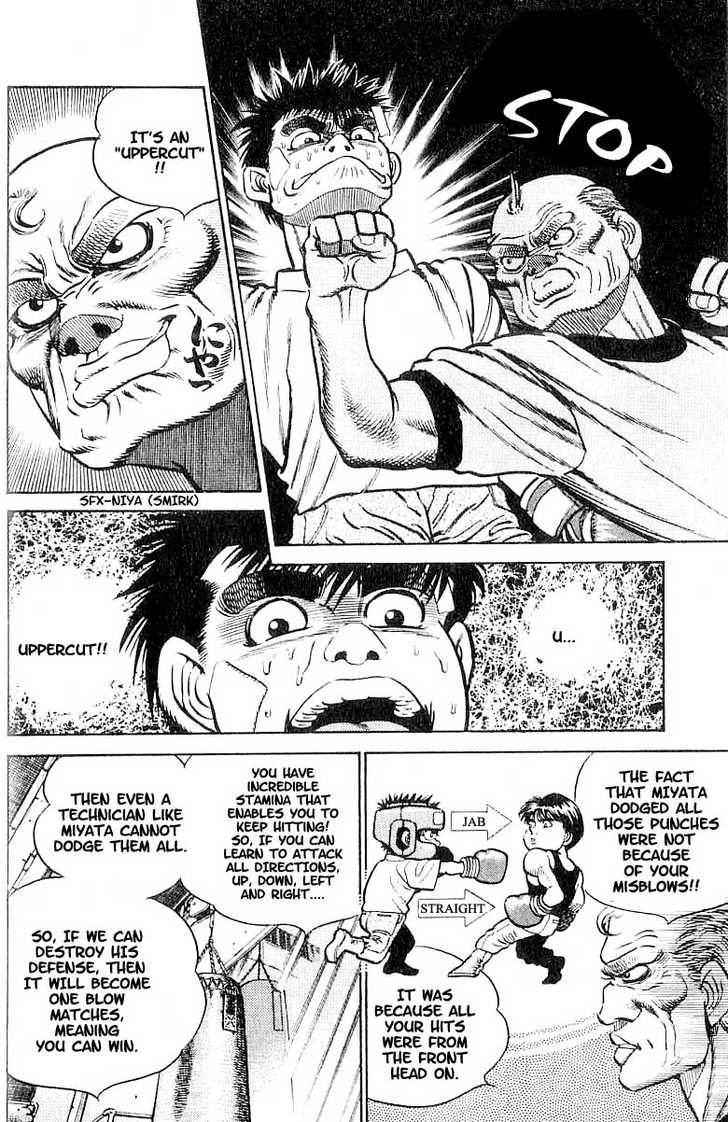 STOP
IT'S AN
"UPPERCUT"
!!
にやっ
SFX-NIYA (SMIRK)
U...
UPPERCUT!!
THE FACT
THAT MIYATA
DODGED ALL
THOSE PUNCHES
WERE NOT
BECAUSE
OF YOUR
MISBLOWS!!
JAB
STRAIGHT
IT WAS
BECAUSE ALL
YOUR HITS
WERE FROM
THE FRONT
HEAD ON.
YOU HAVE
INCREDIBLE
STAMINA THAT
ENABLES YOU TO
KEEP HITTING!
SO, IF YOU CAN
LEARN TO ATTACK
ALL DIRECTIONS,
UP, DOWN, LEFT
AND RIGHT....
THEN EVEN A
TECHNICIAN LIKE
MIYATA CANNOT
DODGE THEM ALL.
SO, IF WE CAN
DESTROY HIS
DEFENSE, THEN
IT WILL BECOME
ONE BLOW
MATCHES,
MEANING
YOU CAN WIN.